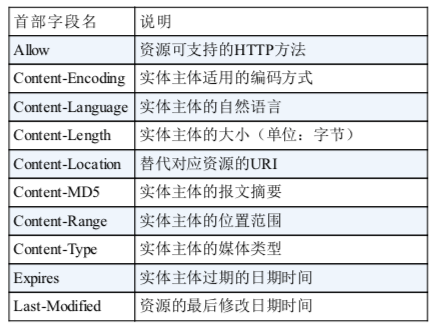 首部字段名 说明
Allow 资源可支持的HTTP方法
Content-Encoding 实体主体适用的编码方式
Content-Language 实体主体的自然语言
Content-Length 实体主体的大小（单位：字节）
Content-Location 替代对应资源的URI
Content-MD5 实体主体的报文摘要
Content-Range 实体主体的位置范围
Content-Type 实体主体的媒体类型
Expires 实体主体过期的日期时间
Last-Modified 资源的最后修改日期时间